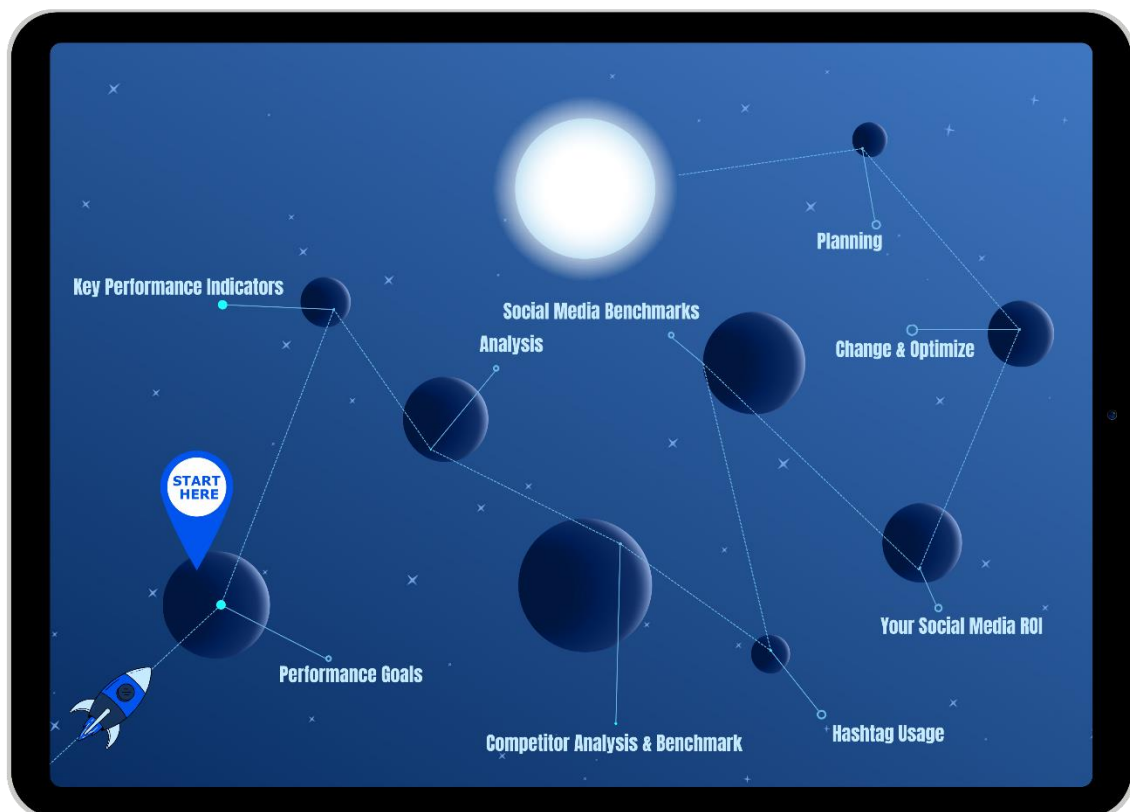 Planning
Key Performance Indicators
Social Media Benchmarks
Analysis
Change & Optimize
START
HERE
Your Social Media ROI
Performance Goals
Competitor Analysis & Benchmark
Hashtag Usage